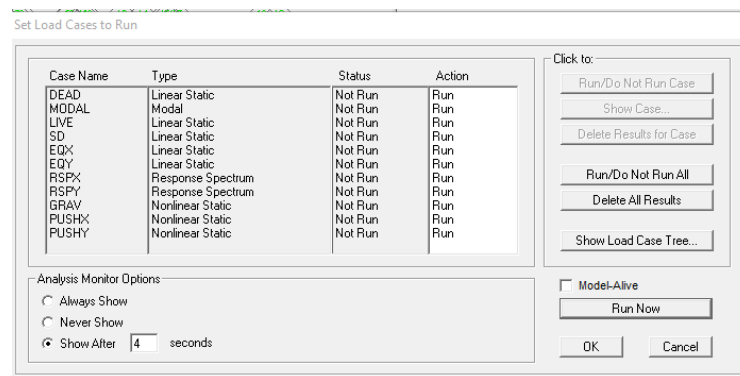 Set Load Cases to Run
Case Name Type Status Action
DEAD Linear Static Not Run Run
MODAL Modal Not Run Run
LIVE Linear Static Not Run Run
SD Linear Static Not Run Run
EQX Linear Static Not Run Run
EQY Linear Static Not Run Run
RSPX Response Spectrum Not Run Run
RSPY Response Spectrum Not Run Run
GRAV Nonlinear Static Not Run Run
PUSHX Nonlinear Static Not Run Run
PUSHY Nonlinear Static Not Run Run
Click to:
Run/Do Not Run Case
Show Case...
Delete Results for Case
Run/Do Not Run All
Delete All Results
Show Load Case Tree...
Analysis Monitor Options
Always Show
Never Show
Show After 4 seconds
Model-Alive
Run Now
OK Cancel